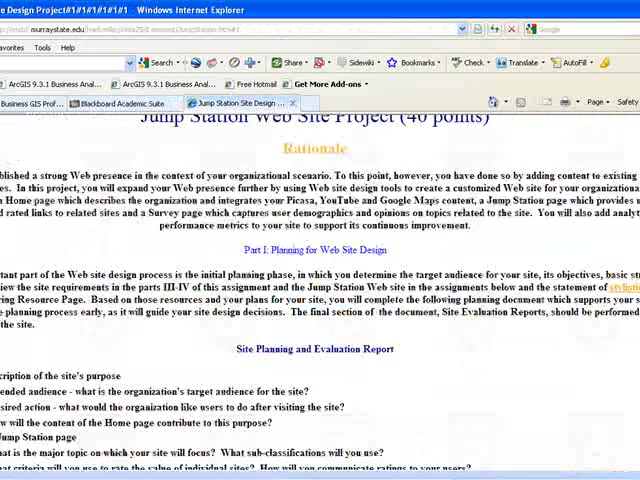 e Design Project#1#1#1#1#1#1 - Windows Internet Explorer
murraystate.edu
Google
avorites Tools Help
Search Share Sidewiki Bookmarks Check Translate AutoFill
ArcGIS 9.3.1 Business Anal... ArcGIS 9.3.1 Business Anal... Free Hotmail Get More Add-ons
Business GIS Prof... Blackboard Academic Suite Jump Station Site Design ... Page Safety
Jump Station Web Site Project (40 points)
Rationale
blished a strong Web presence in the context of your organizational scenario. To this point, however, you have done so by adding content to existing
es. In this project, you will expand your Web presence further by using Web site design tools to create a customized Web site for your organizationa
Home page which describes the organization and integrates your Picasa, YouTube and Google Maps content, a Jump Station page which provides u
d rated links to related sites and a Survey page which captures user demographics and opinions on topics related to the site. You will also add analyt
performance metrics to your site to support its continuous improvement.
Part I: Planning for Web Site Design
tant part of the Web site design process is the initial planning phase, in which you determine the target audience for your site, its objectives, basic str
view the site requirements in the parts III-IV of this assignment and the Jump Station Web site in the assignments below and the statement of stylisti
ring Resource Page. Based on those resources and your plans for your site, you will complete the following planning document which supports your s
e planning process early, as it will guide your site design decisions. The final section of the document, Site Evaluation Reports, should be performed
the site.
Site Planning and Evaluation Report
cription of the site's purpose
ended audience - what is the organization's target audience for the site?
sired action - what would the organization like users to do after visiting the site?
w will the content of the Home page contribute to this purpose?
Jump Station page
hat is the major topic on which your site will focus? What sub-classifications will you use?
hat criteria will you use to rate the value of individual sites? How will you communicate ratings to your users?